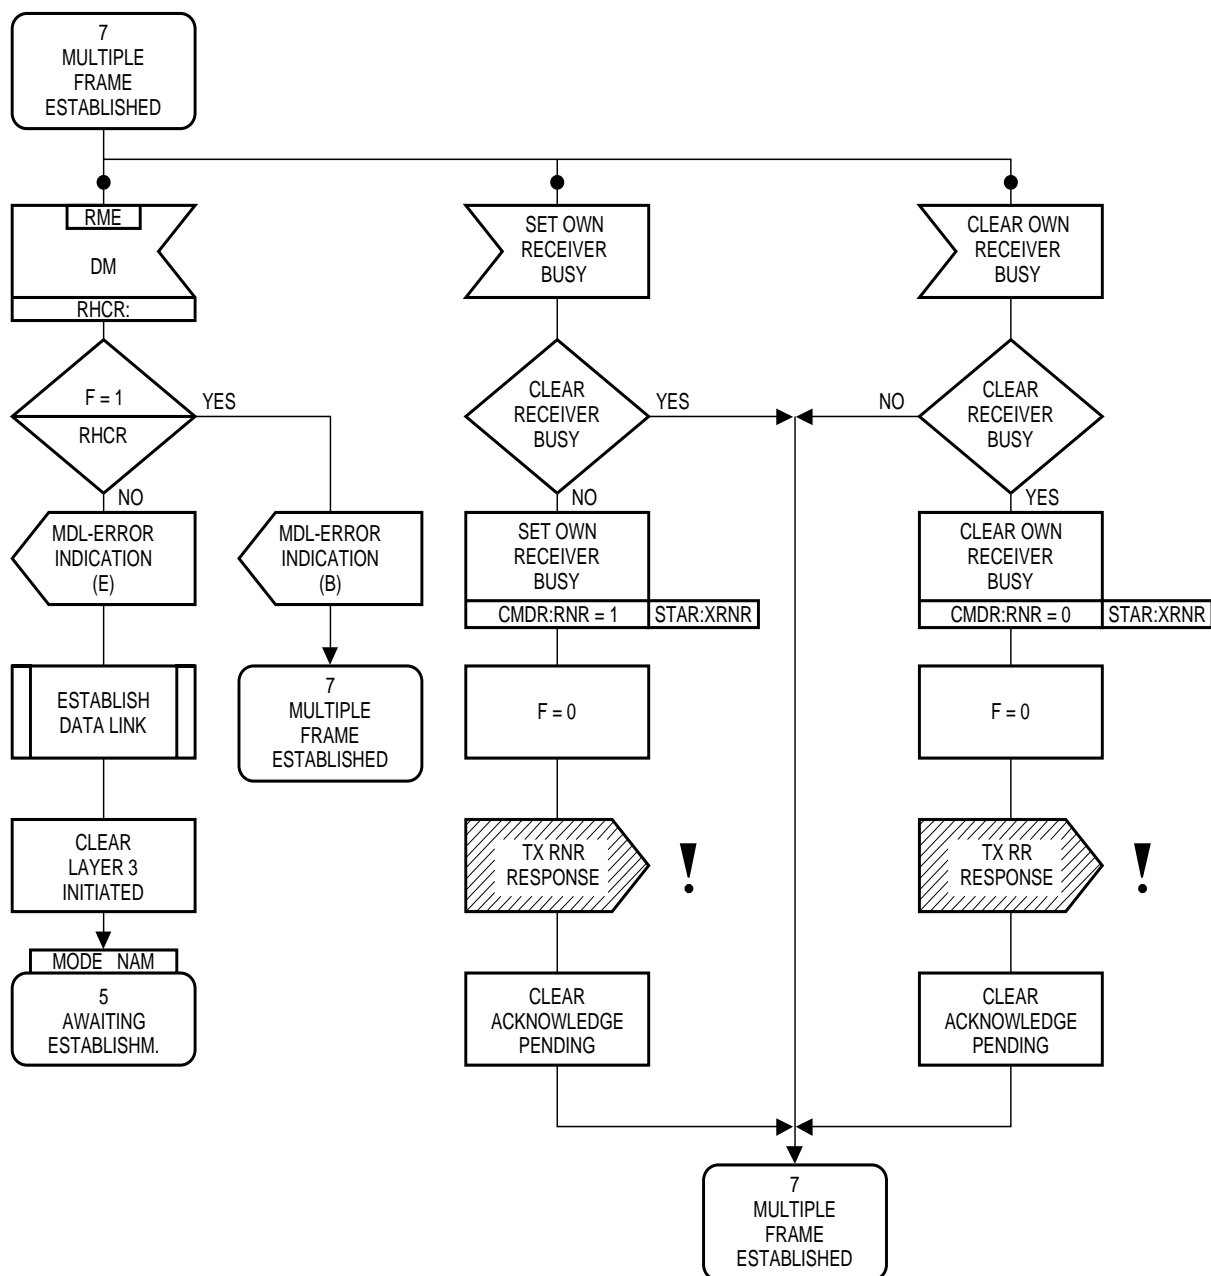 7
MULTIPLE
FRAME
ESTABLISHED
RME
DM
RHCR:
SET OWN
RECEIVER
BUSY
CLEAR OWN
RECEIVER
BUSY
F = 1
RHCR
YES
NO
CLEAR
RECEIVER
BUSY
YES
NO
CLEAR
RECEIVER
BUSY
NO
YES
MDL-ERROR
INDICATION
(E)
MDL-ERROR
INDICATION
(B)
SET OWN
RECEIVER
BUSY
CMDR:RNR = 1 STAR:XRNR
CLEAR OWN
RECEIVER
BUSY
CMDR:RNR = 0 STAR:XRNR
ESTABLISH
DATA LINK
7
MULTIPLE
FRAME
ESTABLISHED
F = 0
F = 0
CLEAR
LAYER 3
INITIATED
TX RNR
RESPONSE
!
TX RR
RESPONSE
!
MODE NAM
5
AWAITING
ESTABLISHM.
CLEAR
ACKNOWLEDGE
PENDING
CLEAR
ACKNOWLEDGE
PENDING
7
MULTIPLE
FRAME
ESTABLISHED